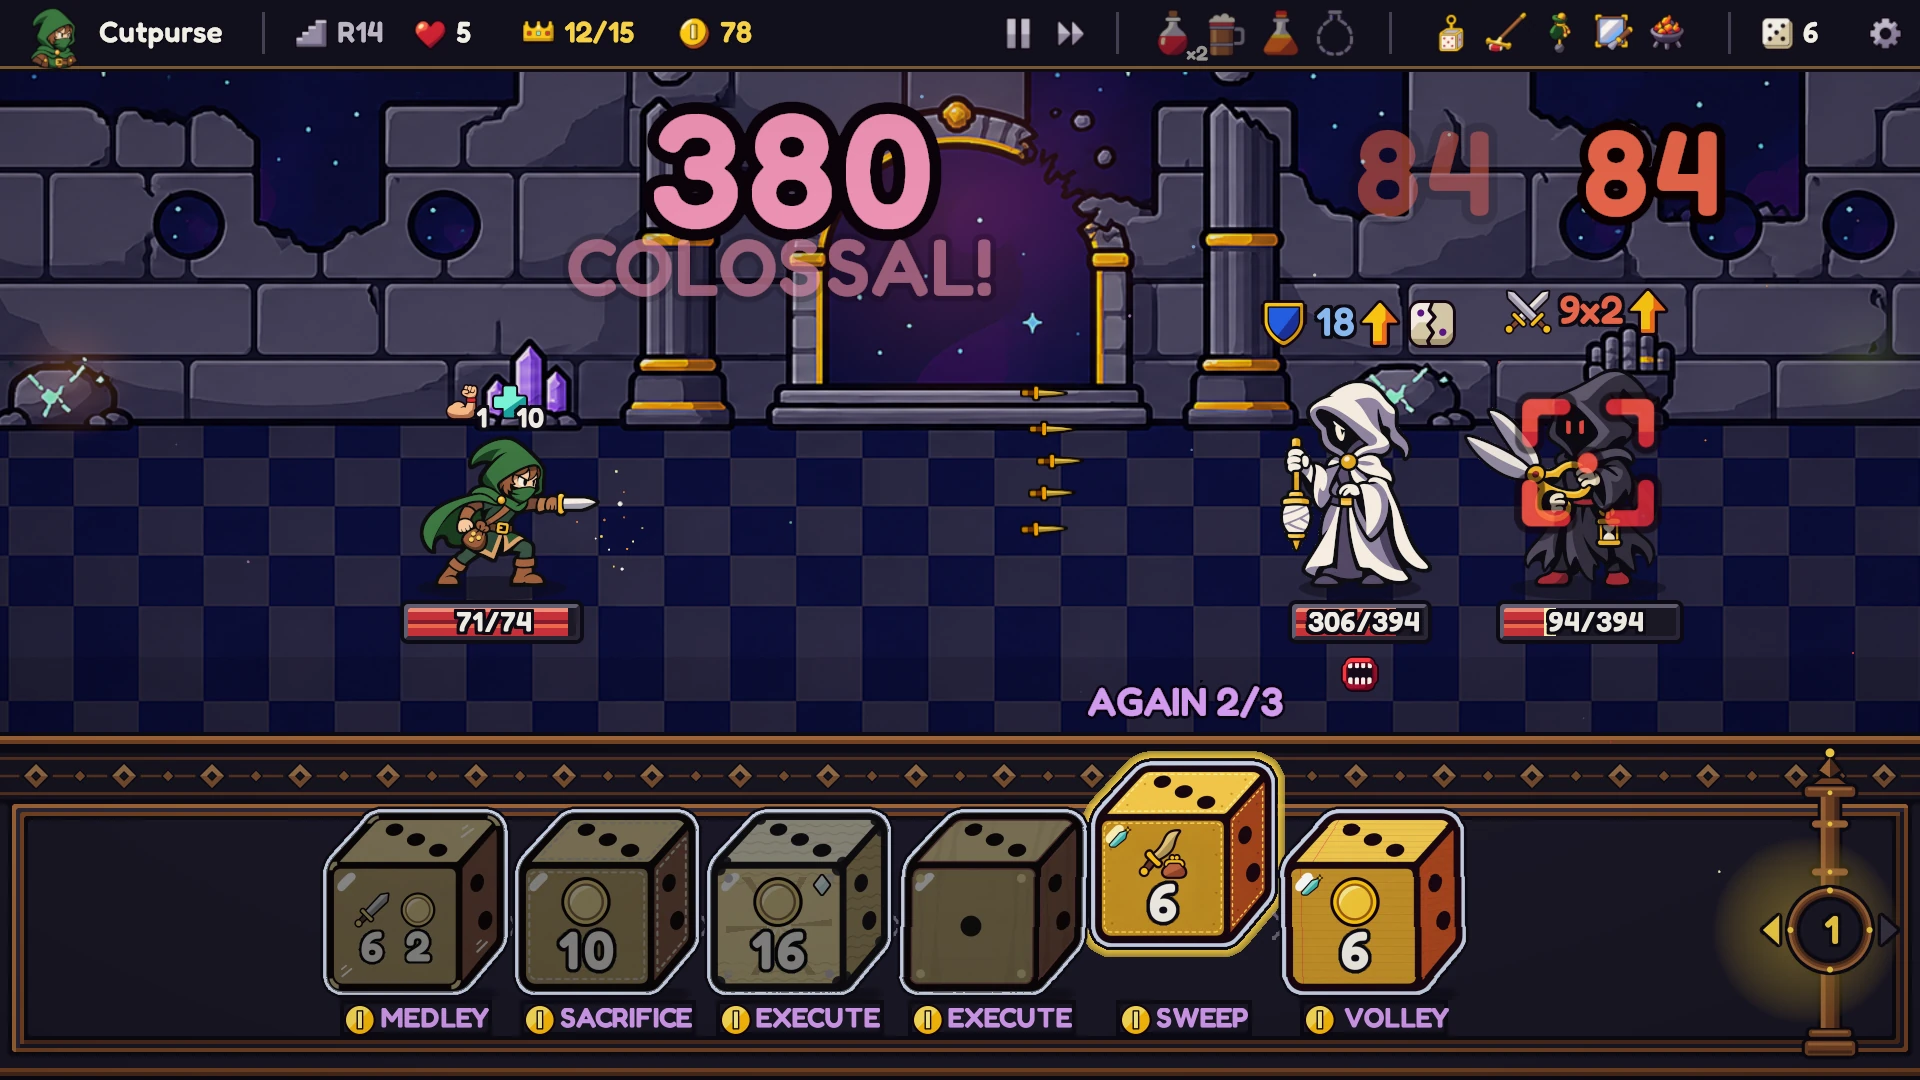 Cutpurse R14 5 12/15 78 x2 6
380
COLOSSAL!
84 84
18 9x2
1 10
71/74 306/394 94/394
AGAIN 2/3
6 2 10 16 6 6
1
MEDLEY SACRIFICE EXECUTE EXECUTE SWEEP VOLLEY